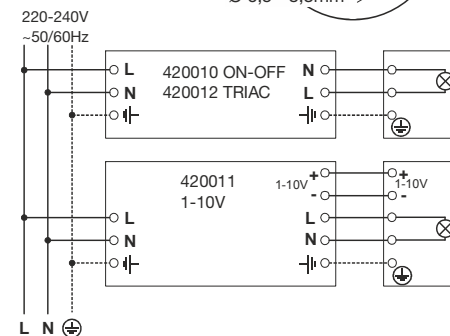 220-240V
~50/60Hz
L 420010 ON-OFF N
N 420012 TRIAC L
420011
1-10V
1-10V + -
+ - 1-10V
L L
N N
L N